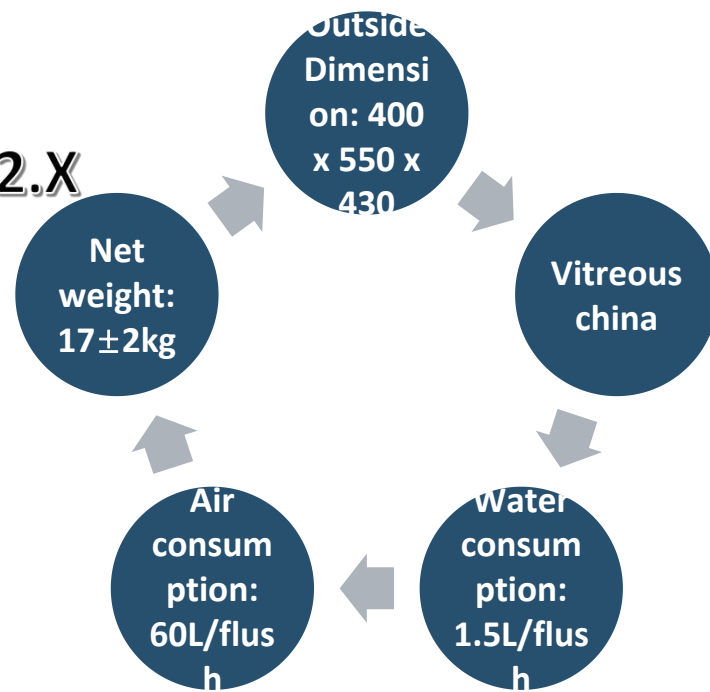 Outside
Dimensi
on: 400
x 550 x
430
2.X
Net
weight:
17±2kg
Vitreous
china
Air
consum
ption:
60L/flus
h
Water
consum
ption:
1.5L/flus
h